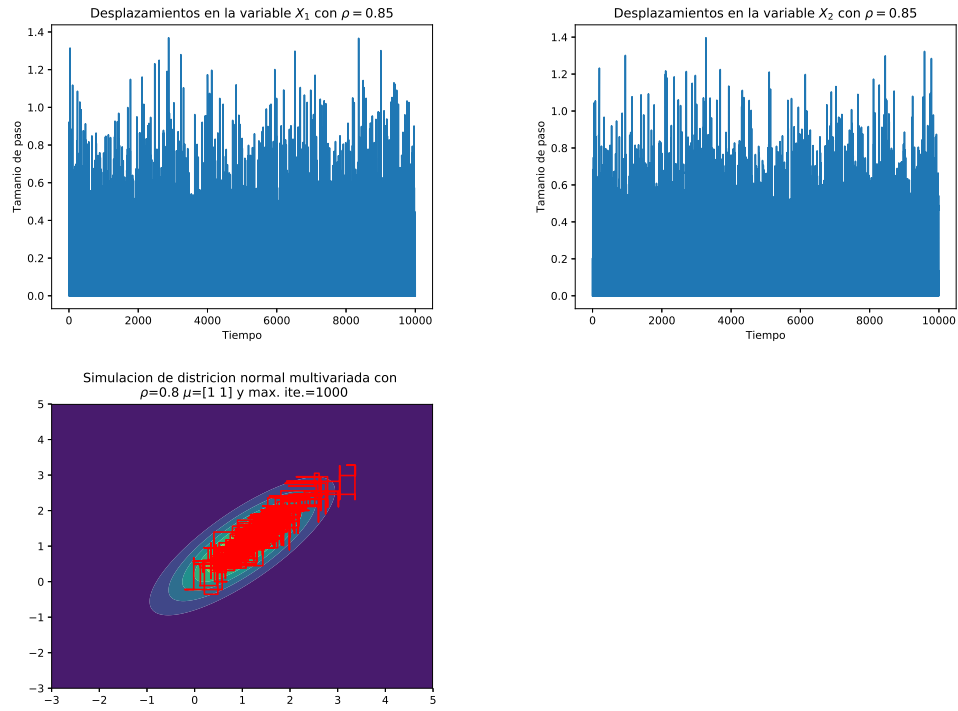 Desplazamientos en la variable X₁ con ρ = 0.85
1.4
1.2
1.0
0.8
0.6
0.4
0.2
0.0
Tamanio de paso
0 2000 4000 6000 8000 10000
Tiempo
Desplazamientos en la variable X₂ con ρ = 0.85
1.4
1.2
1.0
0.8
0.6
0.4
0.2
0.0
Tamanio de paso
0 2000 4000 6000 8000 10000
Tiempo
Simulacion de districion normal multivariada con
ρ=0.8 μ=[1 1] y max. ite.=1000
5
4
3
2
1
0
−1
−2
−3
−3 −2 −1 0 1 2 3 4 5